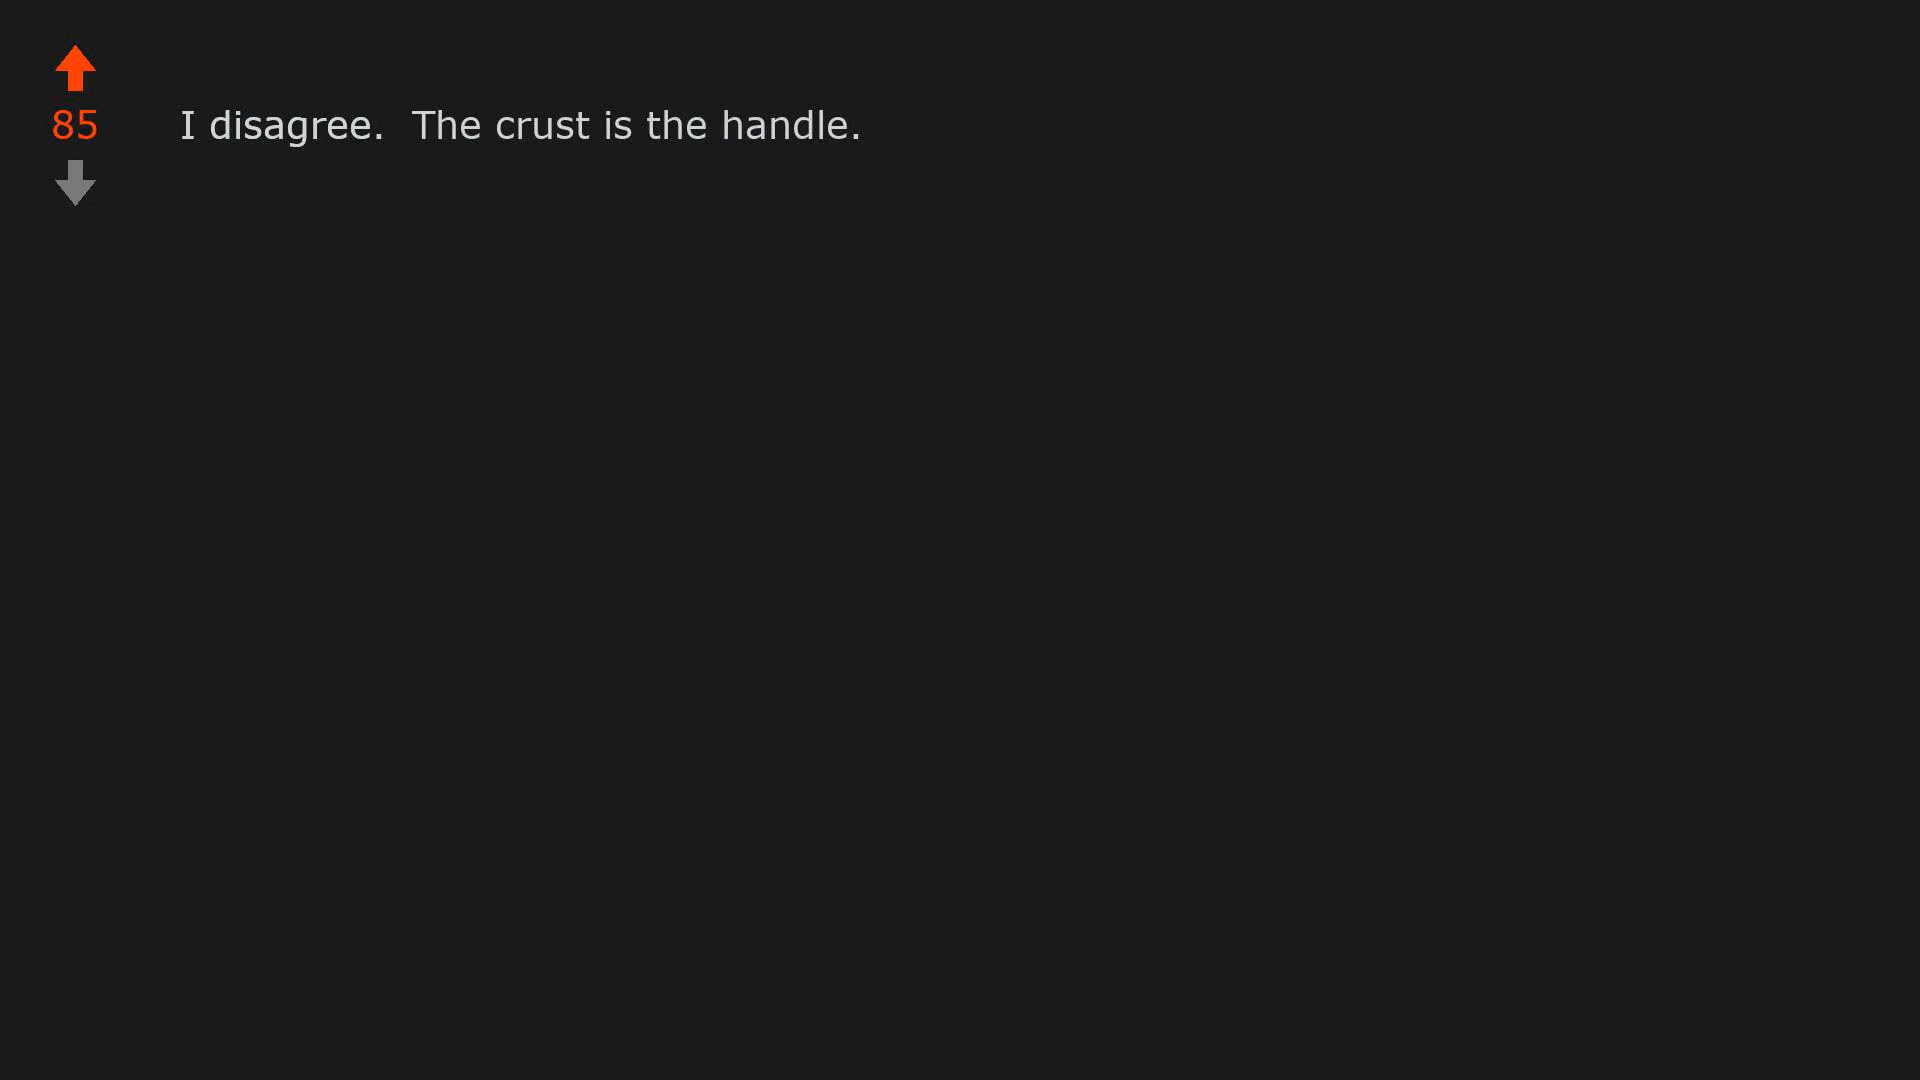 85
I disagree.  The crust is the handle.